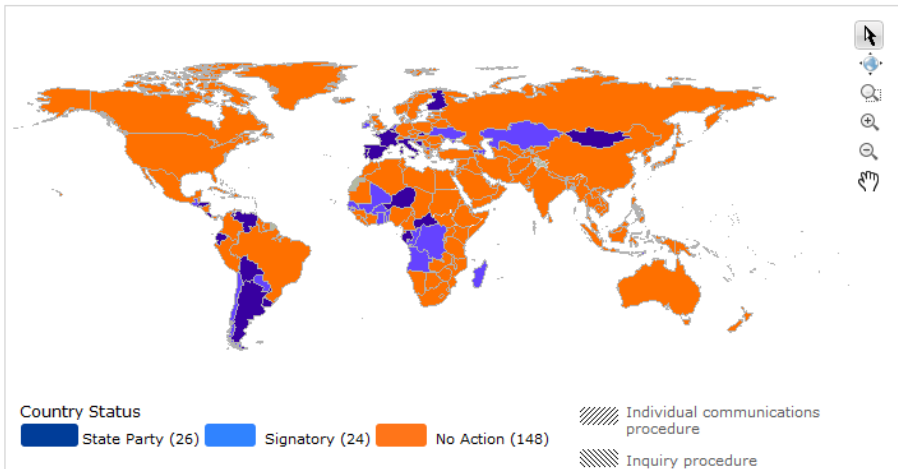 Country Status
State Party (26)
Signatory (24)
No Action (148)
Individual communications
procedure
Inquiry procedure